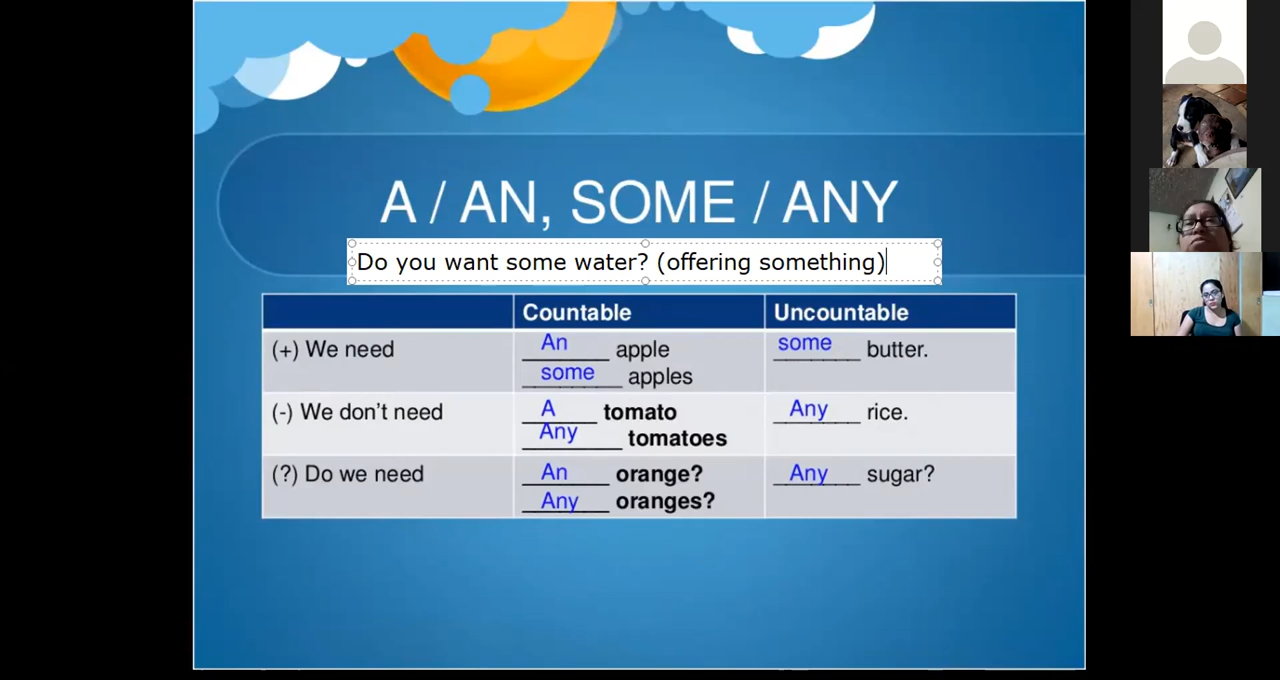 A / AN, SOME / ANY
Do you want some water? (offering something)
Countable Uncountable
(+) We need An apple some butter.
some apples
(-) We don't need A tomato Any rice.
Any tomatoes
(?) Do we need An orange? Any sugar?
Any oranges?